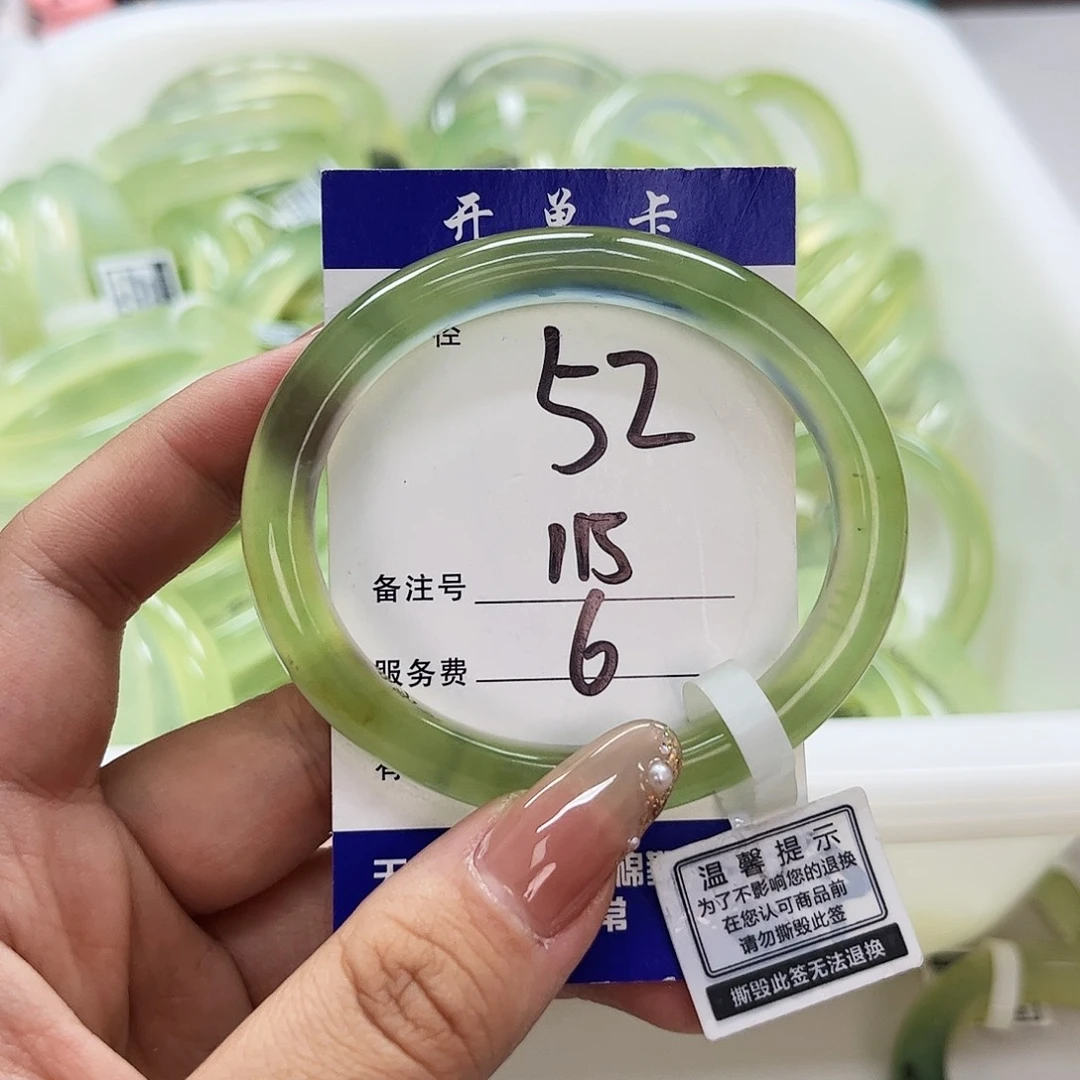 开单卡
径
52
115
备注号
6
服务费
有
温馨提示
为了不影响您的退换
在您认可商品前
请勿撕毁此签
撕毁此签无法退换